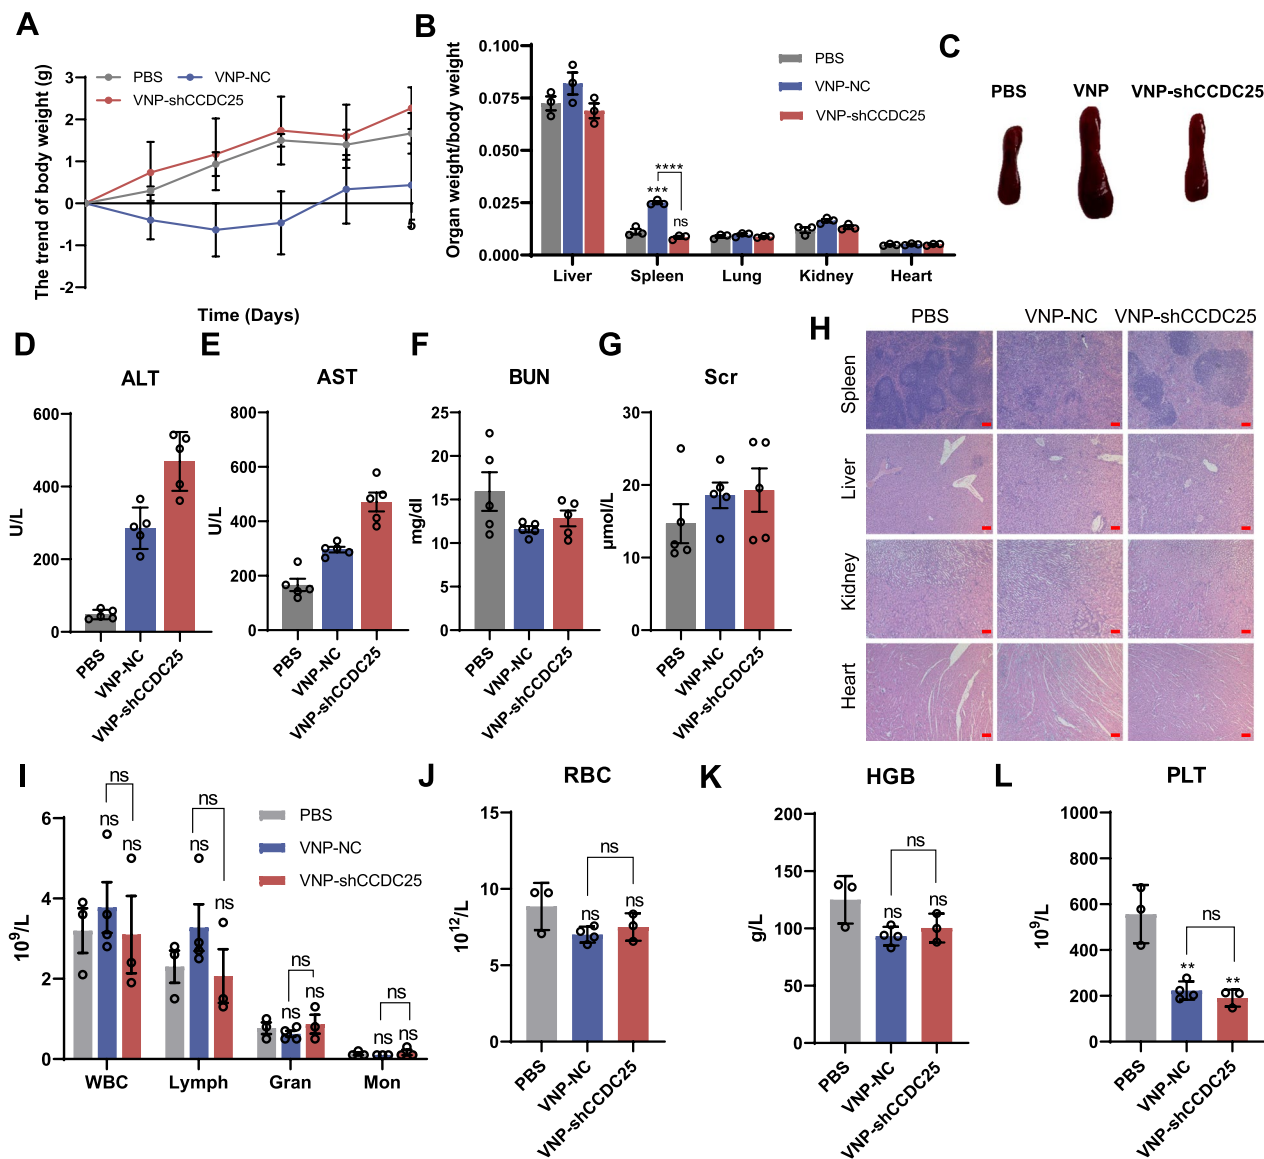 A
The trend of body weight (g)
PBS
VNP-NC
VNP-shCCDC25
3
2
1
0
-1
-2
5
Time (Days)
B
Organ weight/body weight
0.100
0.075
0.050
0.025
0.000
PBS
VNP-NC
VNP-shCCDC25
****
***
ns
Liver
Spleen
Lung
Kidney
Heart
C
PBS
VNP
VNP-shCCDC25
D
ALT
U/L
600
400
200
0
PBS
VNP-NC
VNP-shCCDC25
E
AST
U/L
800
600
400
200
0
PBS
VNP-NC
VNP-shCCDC25
F
BUN
mg/dl
25
20
15
10
5
0
PBS
VNP-NC
VNP-shCCDC25
G
Scr
μmol/L
30
20
10
0
PBS
VNP-NC
VNP-shCCDC25
H
PBS
VNP-NC
VNP-shCCDC25
Spleen
Liver
Kidney
Heart
I
10⁹/L
6
4
2
0
PBS
VNP-NC
VNP-shCCDC25
ns
ns
ns
ns
ns
ns
ns
ns
ns
ns
ns
WBC
Lymph
Gran
Mon
J
RBC
10¹²/L
15
10
5
0
ns
ns
ns
PBS
VNP-NC
VNP-shCCDC25
K
HGB
g/L
200
150
100
50
0
ns
ns
ns
PBS
VNP-NC
VNP-shCCDC25
L
PLT
10⁹/L
1000
800
600
400
200
0
ns
**
**
PBS
VNP-NC
VNP-shCCDC25